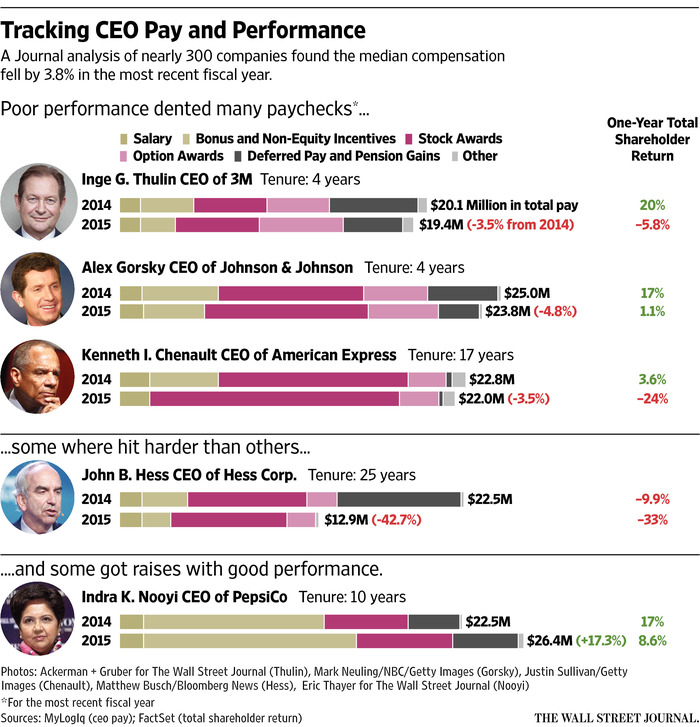 Tracking CEO Pay and Performance
A Journal analysis of nearly 300 companies found the median compensation
fell by 3.8% in the most recent fiscal year.
Poor performance dented many paychecks*...
One-Year Total
Shareholder
Return
Salary Bonus and Non-Equity Incentives Stock Awards
Option Awards Deferred Pay and Pension Gains Other
Inge G. Thulin CEO of 3M Tenure: 4 years
2014 $20.1 Million in total pay 20%
2015 $19.4M (-3.5% from 2014) –5.8%
Alex Gorsky CEO of Johnson & Johnson Tenure: 4 years
2014 $25.0M 17%
2015 $23.8M (-4.8%) 1.1%
Kenneth I. Chenault CEO of American Express Tenure: 17 years
2014 $22.8M 3.6%
2015 $22.0M (-3.5%) –24%
...some where hit harder than others...
John B. Hess CEO of Hess Corp. Tenure: 25 years
2014 $22.5M –9.9%
2015 $12.9M (-42.7%) –33%
....and some got raises with good performance.
Indra K. Nooyi CEO of PepsiCo Tenure: 10 years
2014 $22.5M 17%
2015 $26.4M (+17.3%) 8.6%
Photos: Ackerman + Gruber for The Wall Street Journal (Thulin), Mark Neuling/NBC/Getty Images (Gorsky), Justin Sullivan/Getty
Images (Chenault), Matthew Busch/Bloomberg News (Hess), Eric Thayer for The Wall Street Journal (Nooyi)
*For the most recent fiscal year
Sources: MyLogIq (ceo pay); FactSet (total shareholder return) THE WALL STREET JOURNAL.